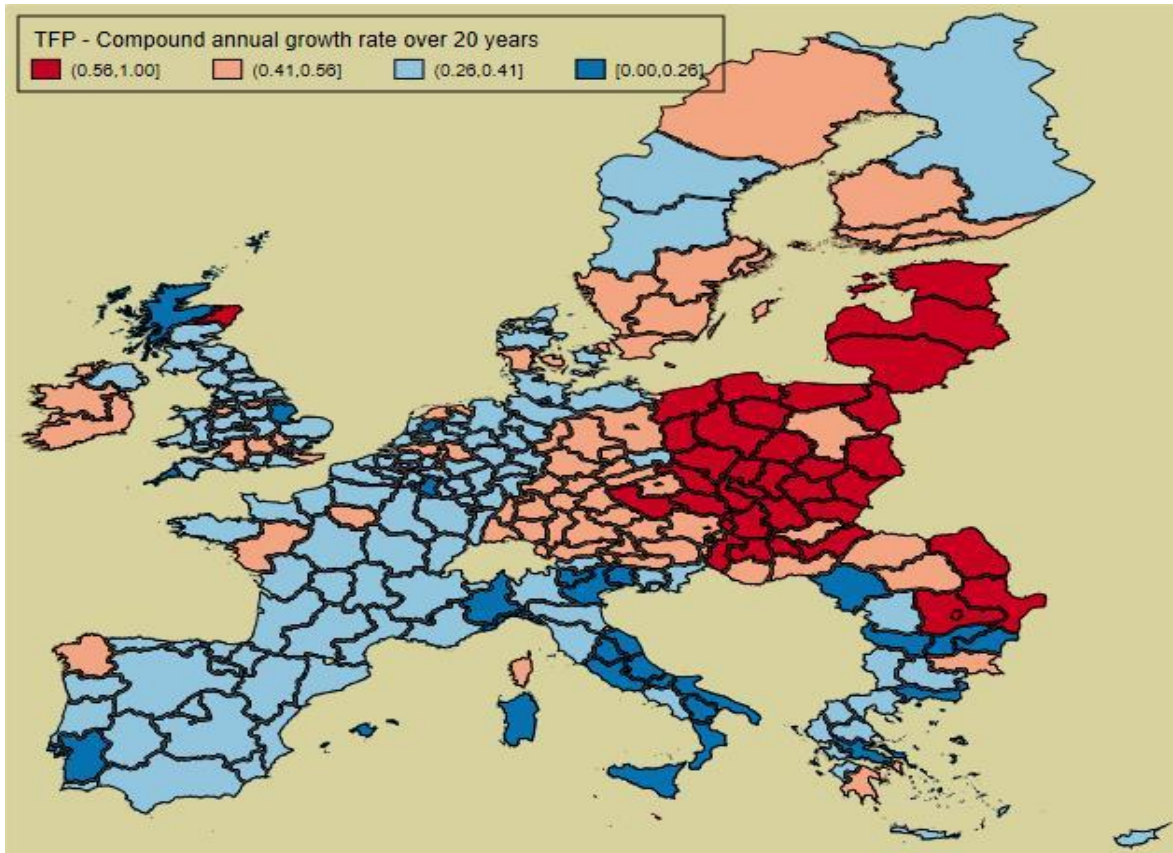 TFP - Compound annual growth rate over 20 years
(0.56,1.00] (0.41,0.56] (0.26,0.41] [0.00,0.26]